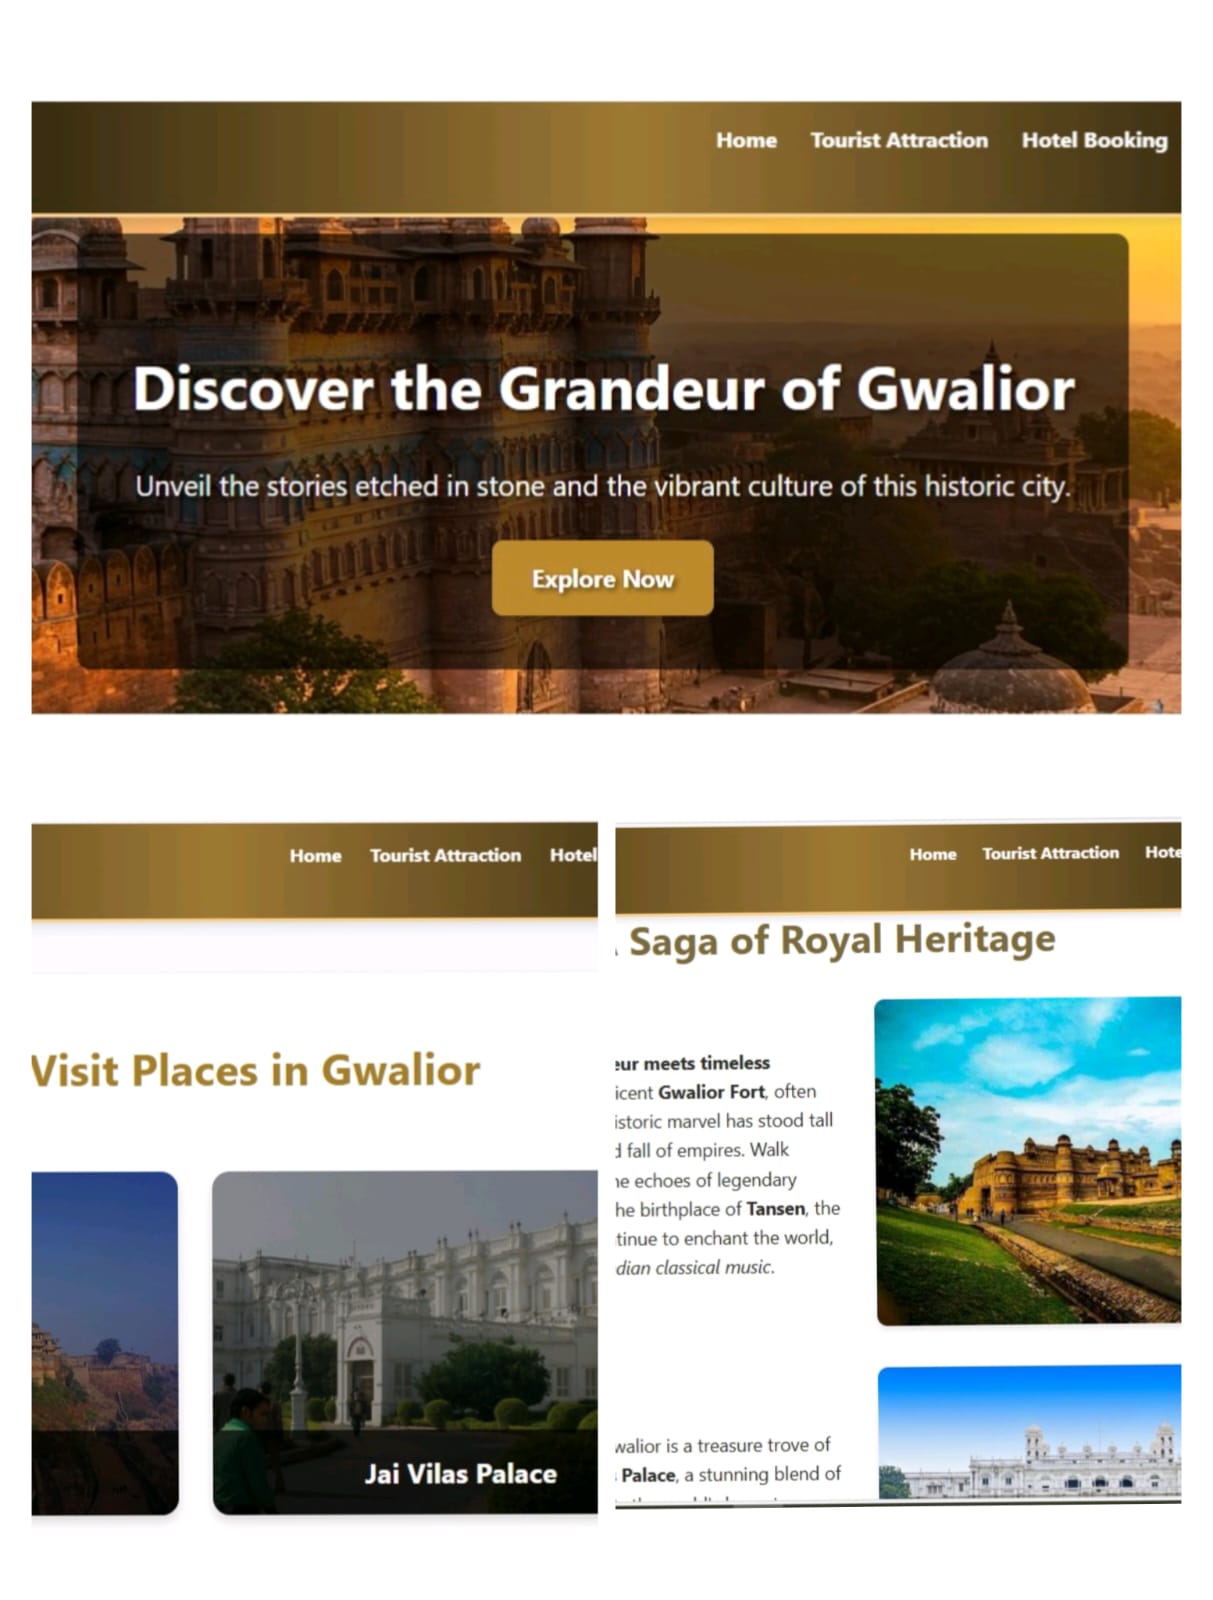 Home Tourist Attraction Hotel Booking
Discover the Grandeur of Gwalior
Unveil the stories etched in stone and the vibrant culture of this historic city.
Explore Now
Home Tourist Attraction Hotel
Visit Places in Gwalior
Jai Vilas Palace
Home Tourist Attraction Hote
Saga of Royal Heritage
eur meets timeless
icent Gwalior Fort, often
istoric marvel has stood tall
d fall of empires. Walk
ne echoes of legendary
he birthplace of Tansen, the
tinue to enchant the world,
dian classical music.
walior is a treasure trove of
Palace, a stunning blend of